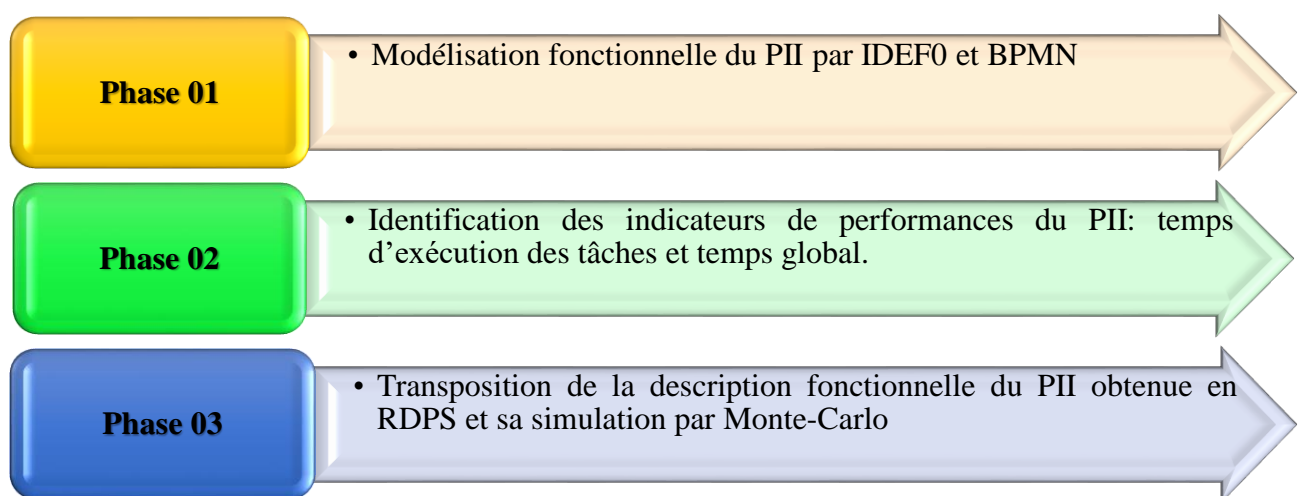 Phase 01
• Modélisation fonctionnelle du PII par IDEF0 et BPMN
Phase 02
• Identification des indicateurs de performances du PII: temps
d’exécution des tâches et temps global.
Phase 03
• Transposition de la description fonctionnelle du PII obtenue en
RDPS et sa simulation par Monte-Carlo